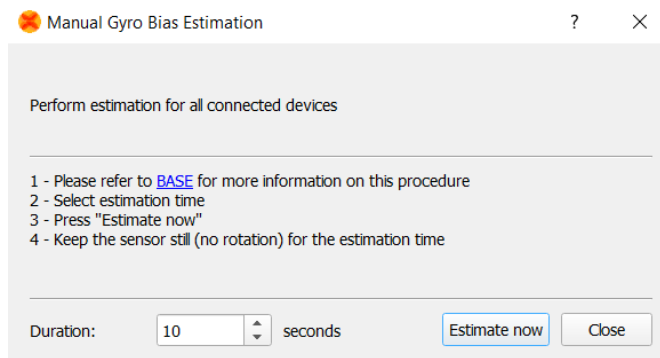 Manual Gyro Bias Estimation ?
Perform estimation for all connected devices
1 - Please refer to BASE for more information on this procedure
2 - Select estimation time
3 - Press "Estimate now"
4 - Keep the sensor still (no rotation) for the estimation time
Duration: 10 seconds Estimate now Close